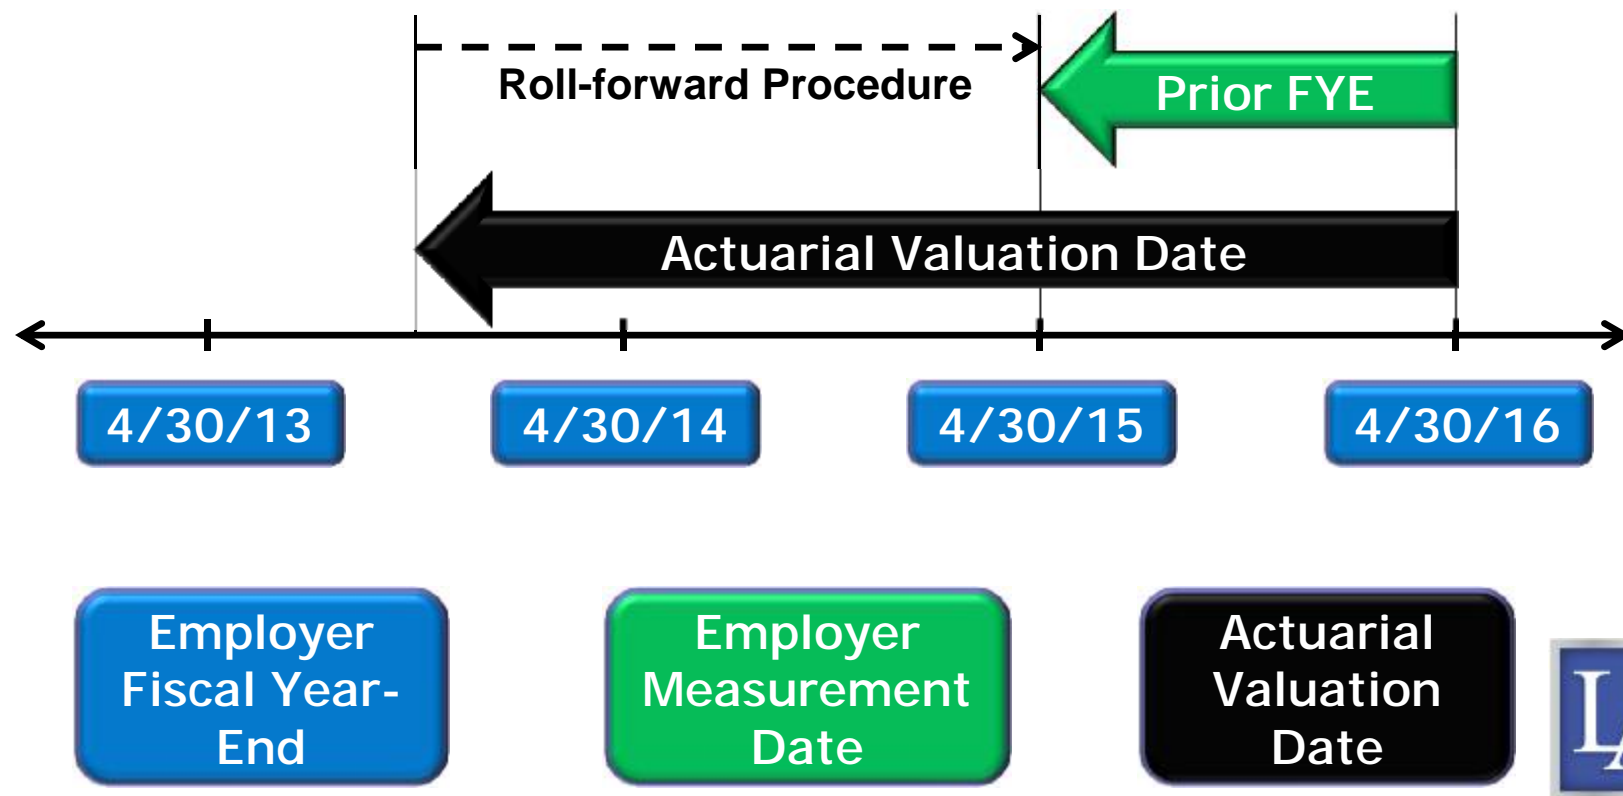 Roll-forward Procedure
Prior FYE
Actuarial Valuation Date
4/30/13
4/30/14
4/30/15
4/30/16
Employer
Fiscal Year-
End
Employer
Measurement
Date
Actuarial
Valuation
Date